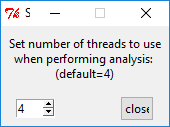 S
Set number of threads to use
when performing analysis:
(default=4)
4
close